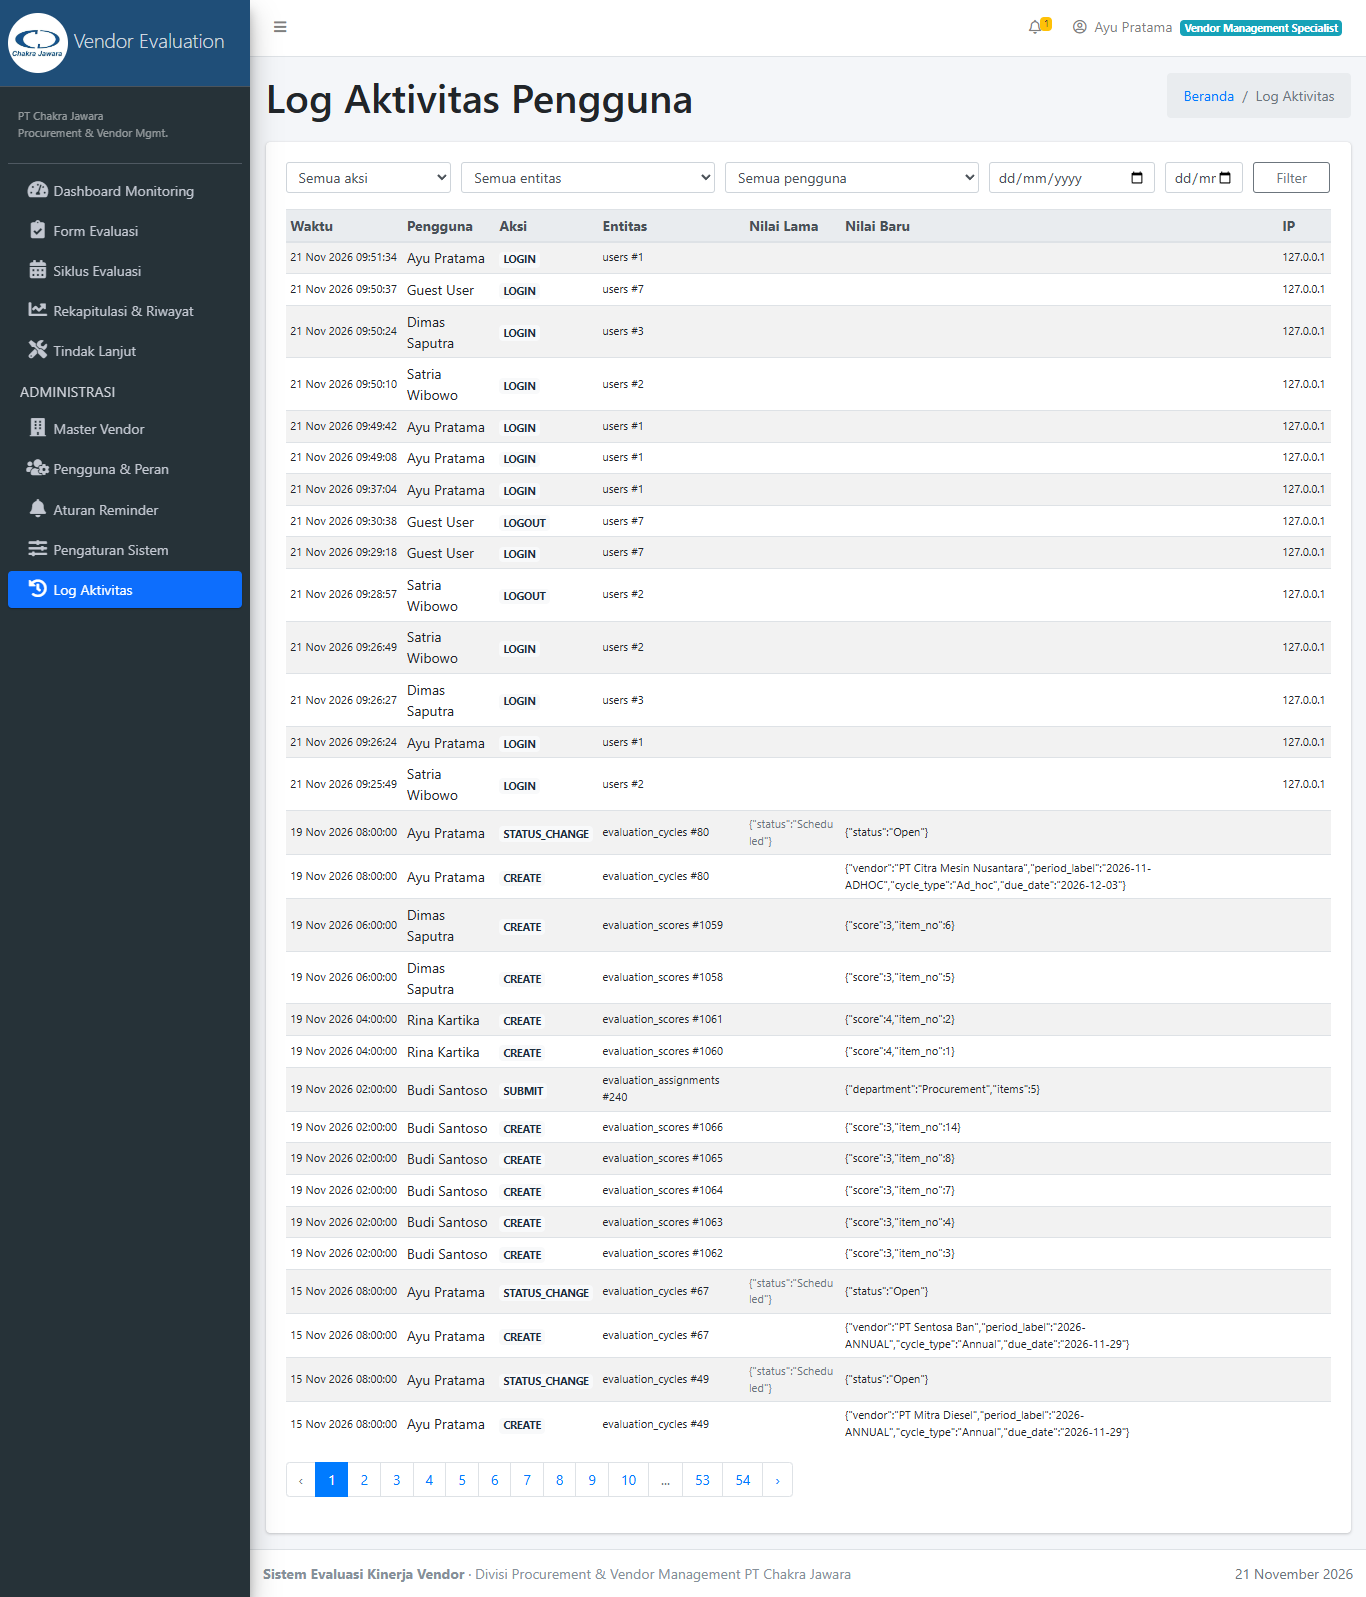 Chakra Jawara
Vendor Evaluation
PT Chakra Jawara
Procurement & Vendor Mgmt.
Dashboard Monitoring
Form Evaluasi
Siklus Evaluasi
Rekapitulasi & Riwayat
Tindak Lanjut
ADMINISTRASI
Master Vendor
Pengguna & Peran
Aturan Reminder
Pengaturan Sistem
Log Aktivitas
1 Ayu Pratama Vendor Management Specialist
Log Aktivitas Pengguna
Beranda / Log Aktivitas
Semua aksi Semua entitas Semua pengguna dd/mm/yyyy dd/mr Filter
Waktu Pengguna Aksi Entitas Nilai Lama Nilai Baru IP
21 Nov 2026 09:51:34 Ayu Pratama LOGIN users #1 127.0.0.1
21 Nov 2026 09:50:37 Guest User LOGIN users #7 127.0.0.1
21 Nov 2026 09:50:24 Dimas Saputra LOGIN users #3 127.0.0.1
21 Nov 2026 09:50:10 Satria Wibowo LOGIN users #2 127.0.0.1
21 Nov 2026 09:49:42 Ayu Pratama LOGIN users #1 127.0.0.1
21 Nov 2026 09:49:08 Ayu Pratama LOGIN users #1 127.0.0.1
21 Nov 2026 09:37:04 Ayu Pratama LOGIN users #1 127.0.0.1
21 Nov 2026 09:30:38 Guest User LOGOUT users #7 127.0.0.1
21 Nov 2026 09:29:18 Guest User LOGIN users #7 127.0.0.1
21 Nov 2026 09:28:57 Satria Wibowo LOGOUT users #2 127.0.0.1
21 Nov 2026 09:26:49 Satria Wibowo LOGIN users #2 127.0.0.1
21 Nov 2026 09:26:27 Dimas Saputra LOGIN users #3 127.0.0.1
21 Nov 2026 09:26:24 Ayu Pratama LOGIN users #1 127.0.0.1
21 Nov 2026 09:25:49 Satria Wibowo LOGIN users #2 127.0.0.1
19 Nov 2026 08:00:00 Ayu Pratama STATUS_CHANGE evaluation_cycles #80 {"status":"Scheduled"} {"status":"Open"}
19 Nov 2026 08:00:00 Ayu Pratama CREATE evaluation_cycles #80 {"vendor":"PT Citra Mesin Nusantara","period_label":"2026-11-
ADHOC","cycle_type":"Ad_hoc","due_date":"2026-12-03"}
19 Nov 2026 06:00:00 Dimas Saputra CREATE evaluation_scores #1059 {"score":3,"item_no":6}
19 Nov 2026 06:00:00 Dimas Saputra CREATE evaluation_scores #1058 {"score":3,"item_no":5}
19 Nov 2026 04:00:00 Rina Kartika CREATE evaluation_scores #1061 {"score":4,"item_no":2}
19 Nov 2026 04:00:00 Rina Kartika CREATE evaluation_scores #1060 {"score":4,"item_no":1}
19 Nov 2026 02:00:00 Budi Santoso SUBMIT evaluation_assignments #240 {"department":"Procurement","items":5}
19 Nov 2026 02:00:00 Budi Santoso CREATE evaluation_scores #1066 {"score":3,"item_no":14}
19 Nov 2026 02:00:00 Budi Santoso CREATE evaluation_scores #1065 {"score":3,"item_no":8}
19 Nov 2026 02:00:00 Budi Santoso CREATE evaluation_scores #1064 {"score":3,"item_no":7}
19 Nov 2026 02:00:00 Budi Santoso CREATE evaluation_scores #1063 {"score":3,"item_no":4}
19 Nov 2026 02:00:00 Budi Santoso CREATE evaluation_scores #1062 {"score":3,"item_no":3}
15 Nov 2026 08:00:00 Ayu Pratama STATUS_CHANGE evaluation_cycles #67 {"status":"Scheduled"} {"status":"Open"}
15 Nov 2026 08:00:00 Ayu Pratama CREATE evaluation_cycles #67 {"vendor":"PT Sentosa Ban","period_label":"2026-
ANNUAL","cycle_type":"Annual","due_date":"2026-11-29"}
15 Nov 2026 08:00:00 Ayu Pratama STATUS_CHANGE evaluation_cycles #49 {"status":"Scheduled"} {"status":"Open"}
15 Nov 2026 08:00:00 Ayu Pratama CREATE evaluation_cycles #49 {"vendor":"PT Mitra Diesel","period_label":"2026-
ANNUAL","cycle_type":"Annual","due_date":"2026-11-29"}
‹ 1 2 3 4 5 6 7 8 9 10 ... 53 54 ›
Sistem Evaluasi Kinerja Vendor · Divisi Procurement & Vendor Management PT Chakra Jawara
21 November 2026